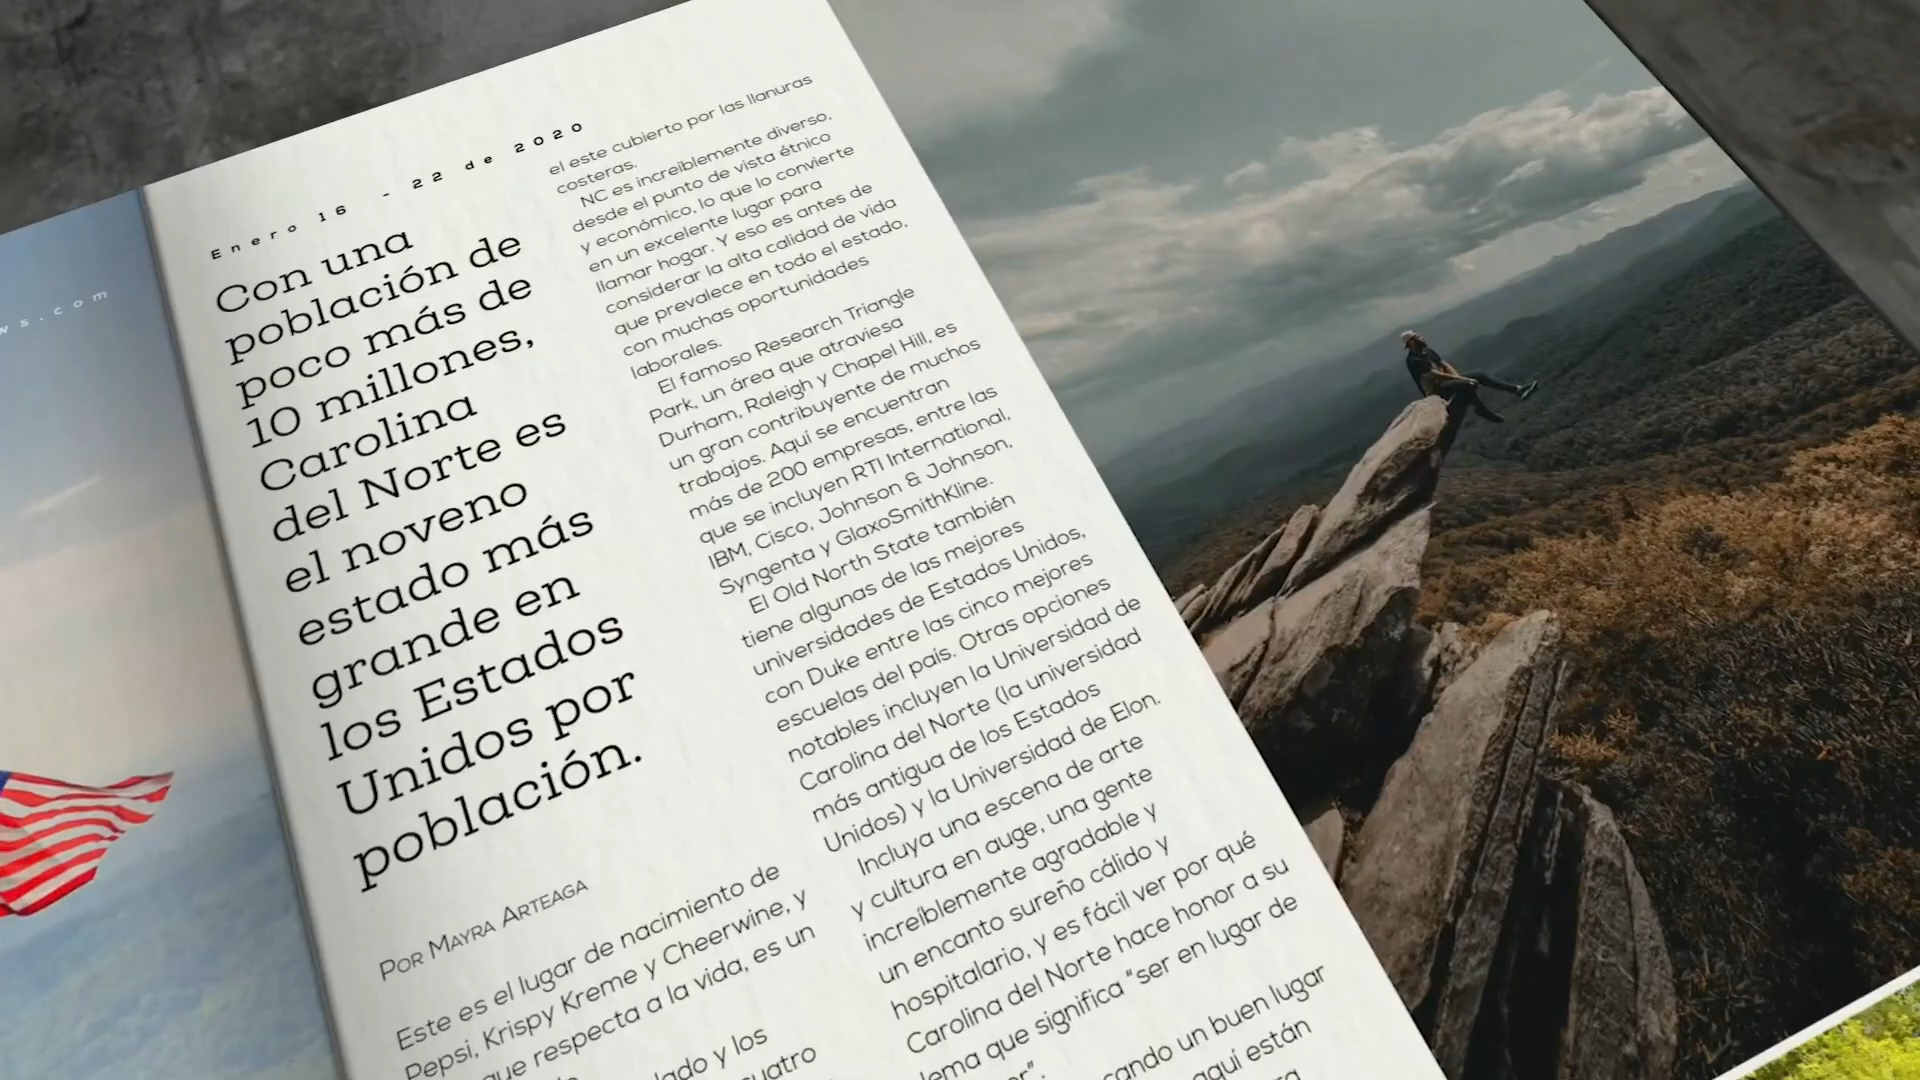 ws.com
Enero 16 - 22 de 2020
Con una
población de
poco más de
10 millones,
Carolina
del Norte es
el noveno
estado más
grande en
los Estados
Unidos por
población.
Por Mayra Arteaga
Este es el lugar de nacimiento de
Pepsi, Krispy Kreme y Cheerwine, y
que respecta a la vida, es un
lado y los
cuatro
el este cubierto por las llanuras
costeras.
NC es increíblemente diverso,
desde el punto de vista étnico
y económico, lo que lo convierte
en un excelente lugar para
llamar hogar. Y eso es antes de
considerar la alta calidad de vida
que prevalece en todo el estado,
con muchas oportunidades
laborales.
El famoso Research Triangle
Park, un área que atraviesa
Durham, Raleigh y Chapel Hill, es
un gran contribuyente de muchos
trabajos. Aquí se encuentran
más de 200 empresas, entre las
que se incluyen RTI International,
IBM, Cisco, Johnson & Johnson,
Syngenta y GlaxoSmithKline.
El Old North State también
tiene algunas de las mejores
universidades de Estados Unidos,
con Duke entre las cinco mejores
escuelas del país. Otras opciones
notables incluyen la Universidad de
Carolina del Norte (la universidad
más antigua de los Estados
Unidos) y la Universidad de Elon.
Incluya una escena de arte
y cultura en auge, una gente
increíblemente agradable y
un encanto sureño cálido y
hospitalario, y es fácil ver por qué
Carolina del Norte hace honor a su
lema que significa "ser en lugar de
er".
cando un buen lugar
aquí están